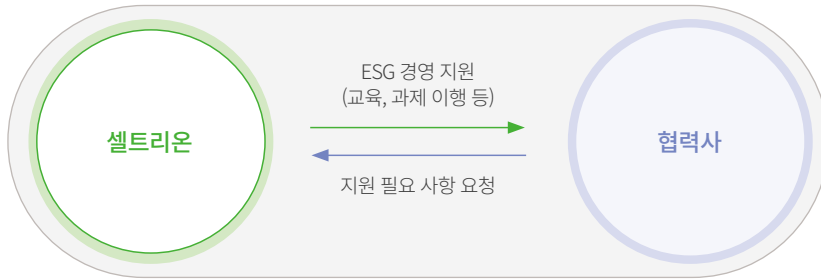 셀트리온
ESG 경영 지원
(교육, 과제 이행 등)
지원 필요 사항 요청
협력사